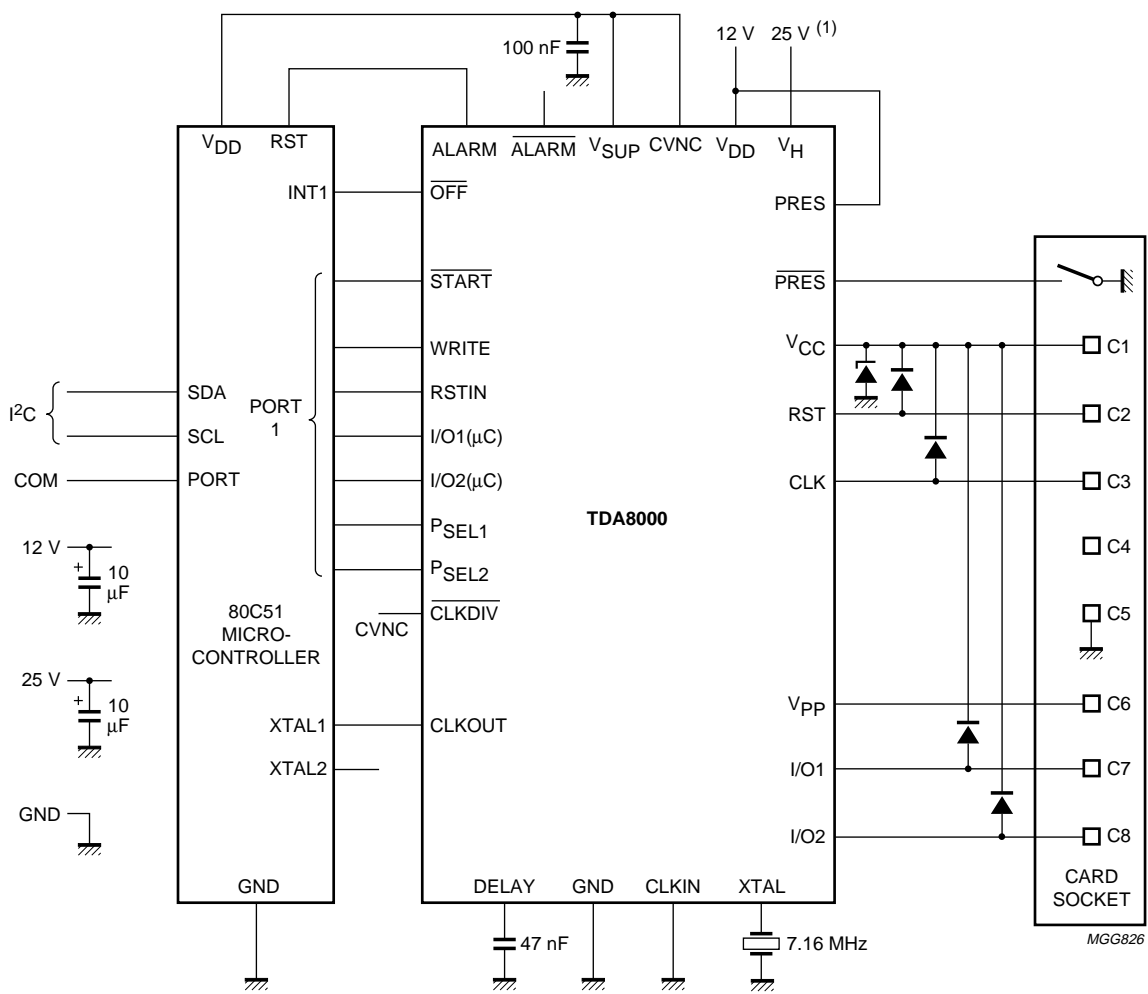 100 nF
12 V
25 V (1)
VDD
RST
ALARM
ALARM
VSUP
CVNC
VDD
VH
INT1
OFF
PRES
START
PRES
WRITE
VCC
C1
I2C
SDA
PORT
1
RSTIN
RST
C2
SCL
I/O1(μC)
COM
PORT
I/O2(μC)
CLK
C3
TDA8000
12 V
PSEL1
C4
+
10
μF
PSEL2
80C51
MICRO-
CONTROLLER
CVNC
CLKDIV
C5
25 V
+
10
μF
VPP
C6
XTAL1
CLKOUT
XTAL2
I/O1
C7
GND
I/O2
C8
GND
DELAY
GND
CLKIN
XTAL
CARD
SOCKET
47 nF
7.16 MHz
MGG826